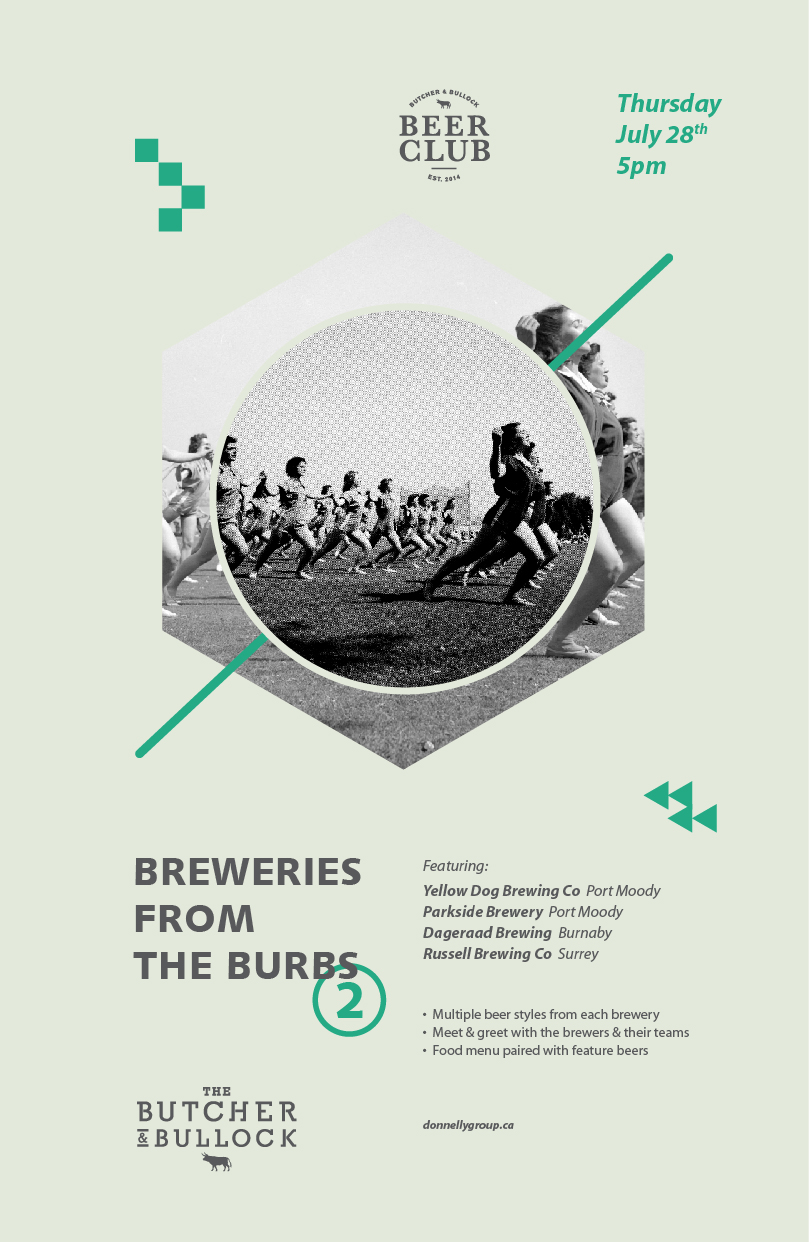 BUTCHER & BULLOCK
BEER
CLUB
EST. 2014
Thursday
July 28th
5pm
BREWERIES
FROM
THE BURBS
2
Featuring:
Yellow Dog Brewing Co Port Moody
Parkside Brewery Port Moody
Dageraad Brewing Burnaby
Russell Brewing Co Surrey
• Multiple beer styles from each brewery
• Meet & greet with the brewers & their teams
• Food menu paired with feature beers
THE
BUTCHER
& BULLOCK
donnellygroup.ca